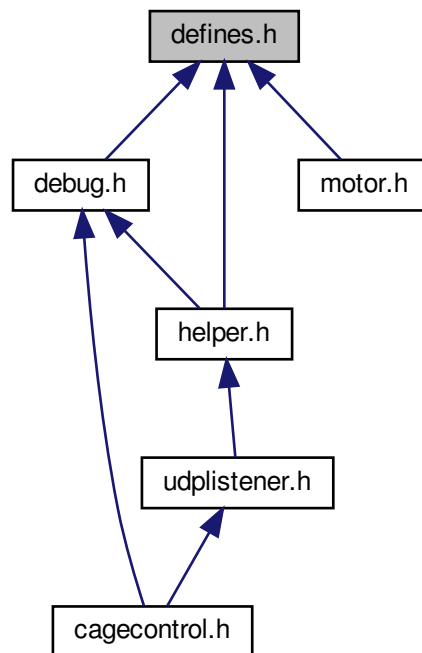 defines.h
debug.h
motor.h
helper.h
udplistener.h
cagecontrol.h